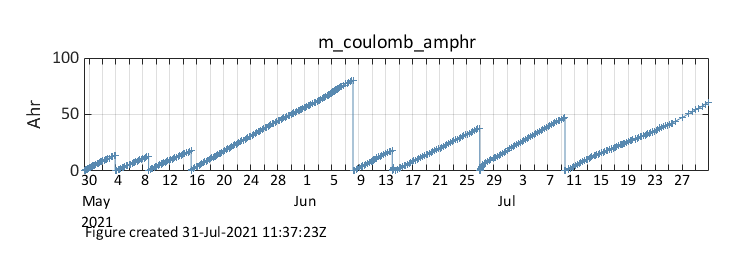 m_coulomb_amphr
100
50
0
Ahr
30 4 8 12 16 20 24 28 1 5 9 13 17 21 25 29 3 7 11 15 19 23 27
May Jun Jul
2021
Figure created 31-Jul-2021 11:37:23Z